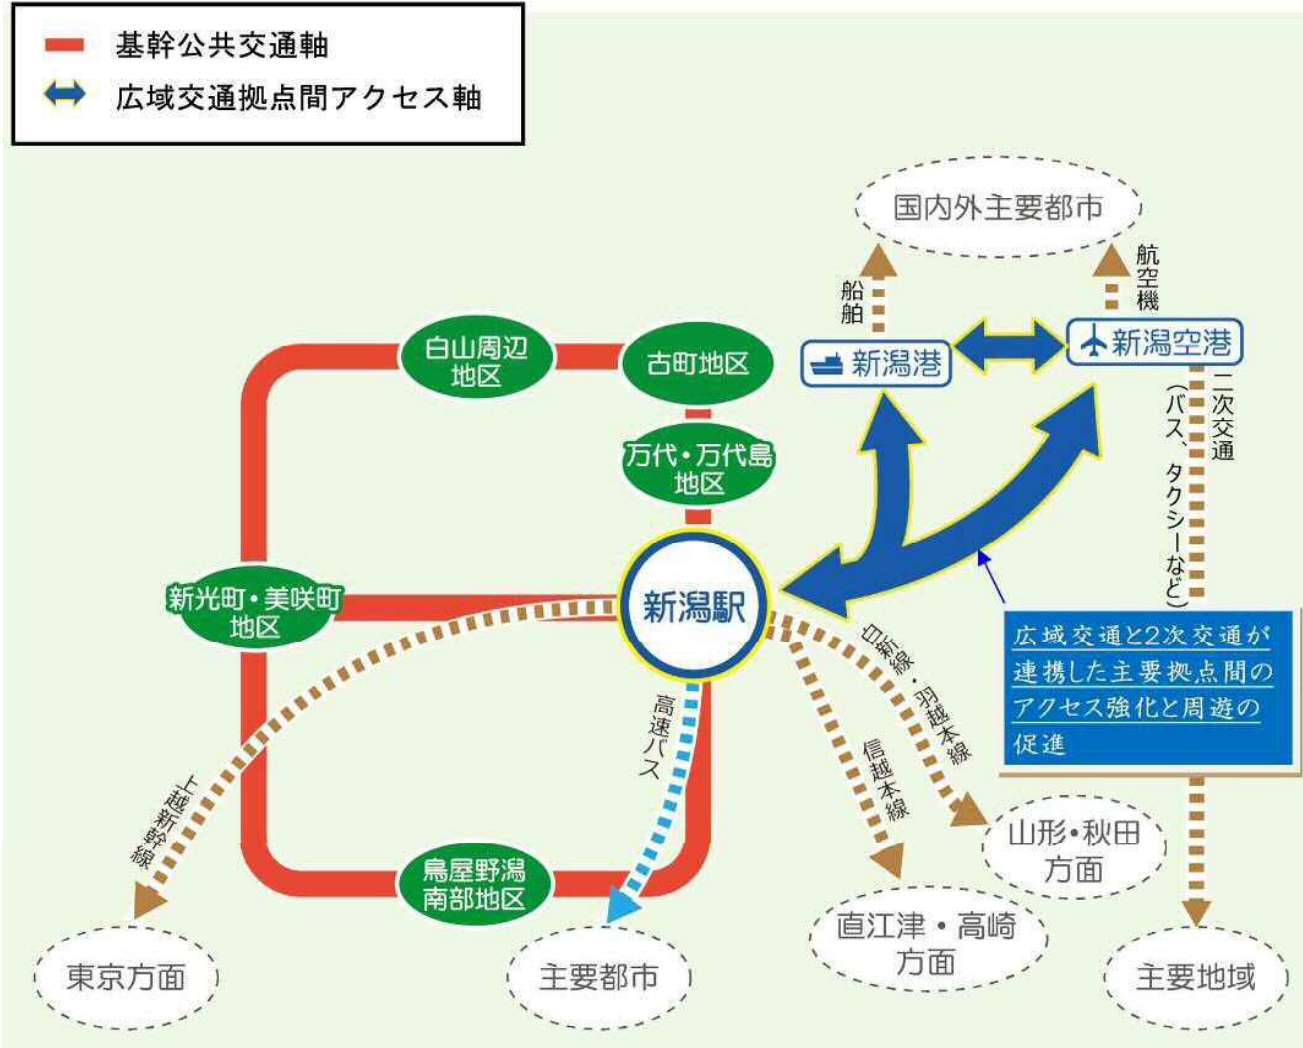 基幹公共交通軸
広域交通拠点間アクセス軸
国内外主要都市
船舶
航空機
新潟港
新潟空港
二次交通
(バス、タクシーなど)
白山周辺
地区
古町地区
万代・万代島
地区
新光町・美咲町
地区
新潟駅
広域交通と2次交通が
連携した主要拠点間の
アクセス強化と周遊の
促進
白新線・羽越本線
信越本線
高速バス
上越新幹線
鳥屋野潟
南部地区
山形・秋田
方面
直江津・高崎
方面
東京方面
主要都市
主要地域